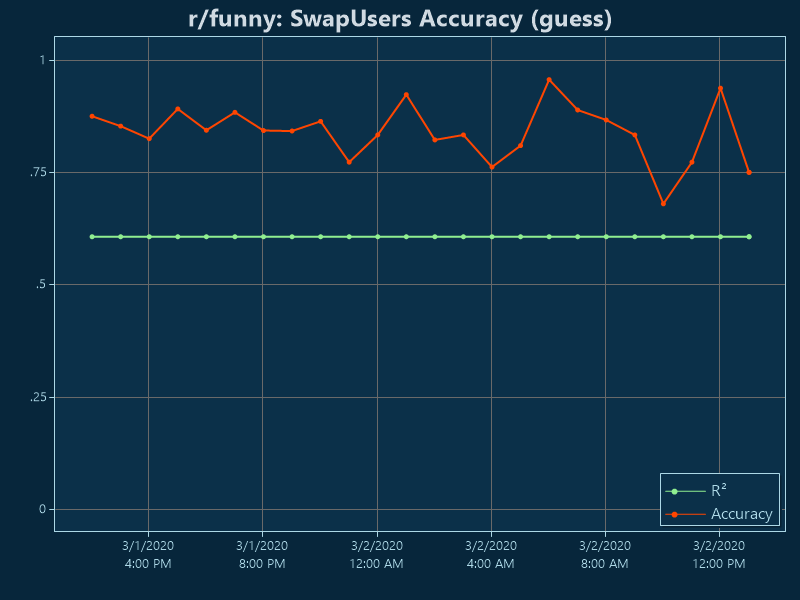 r/funny: SwapUsers Accuracy (guess)
1
.75
.5
.25
0
R²
Accuracy
3/1/2020 3/1/2020 3/2/2020 3/2/2020 3/2/2020 3/2/2020
4:00 PM 8:00 PM 12:00 AM 4:00 AM 8:00 AM 12:00 PM